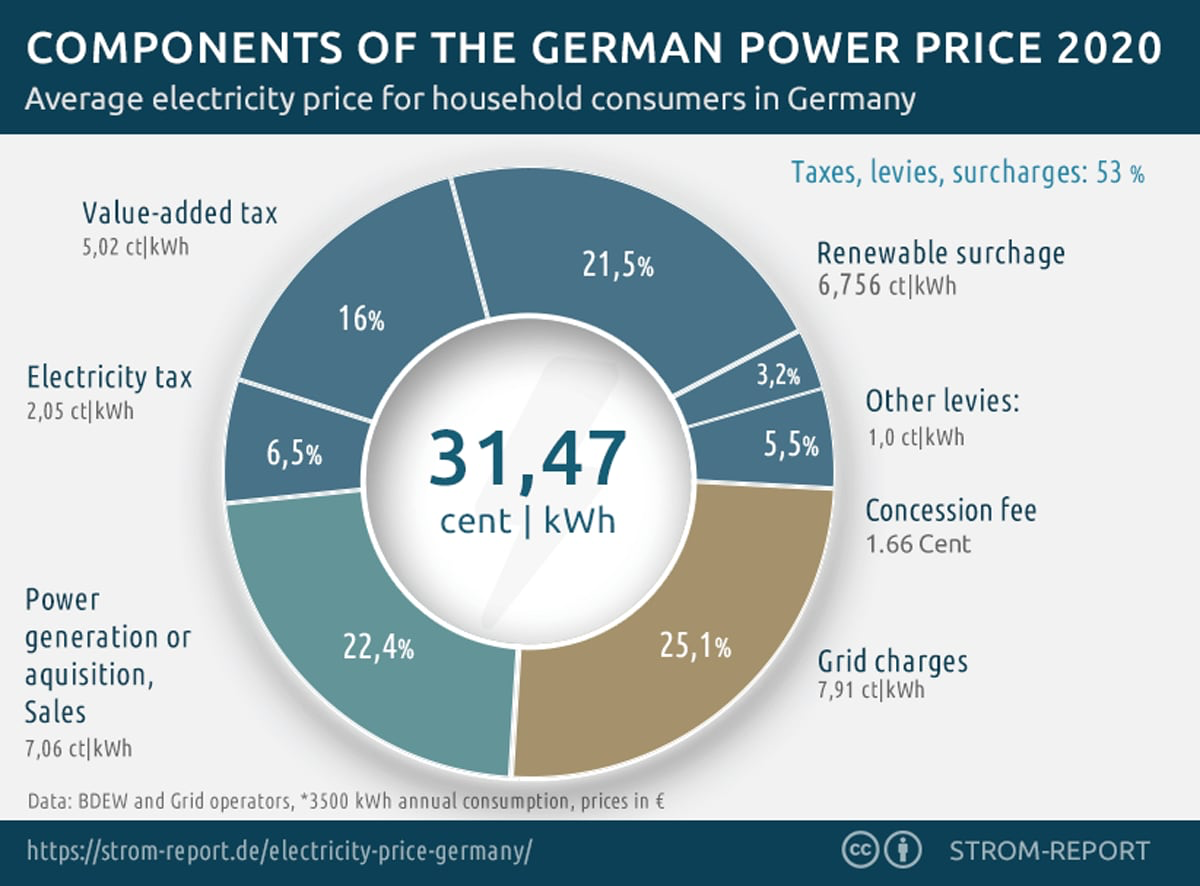 COMPONENTS OF THE GERMAN POWER PRICE 2020
Average electricity price for household consumers in Germany
Taxes, levies, surcharges: 53 %
Value-added tax
5,02 ct|kWh
Renewable surchage
6,756 ct|kWh
21,5%
16%
Electricity tax
2,05 ct|kWh
3,2%
Other levies:
1,0 ct|kWh
6,5%
5,5%
31,47
cent | kWh
Concession fee
1.66 Cent
Power
generation or
aquisition,
Sales
7,06 ct|kWh
22,4%
25,1%
Grid charges
7,91 ct|kWh
Data: BDEW and Grid operators, *3500 kWh annual consumption, prices in €
https://strom-report.de/electricity-price-germany/
cc
STROM-REPORT